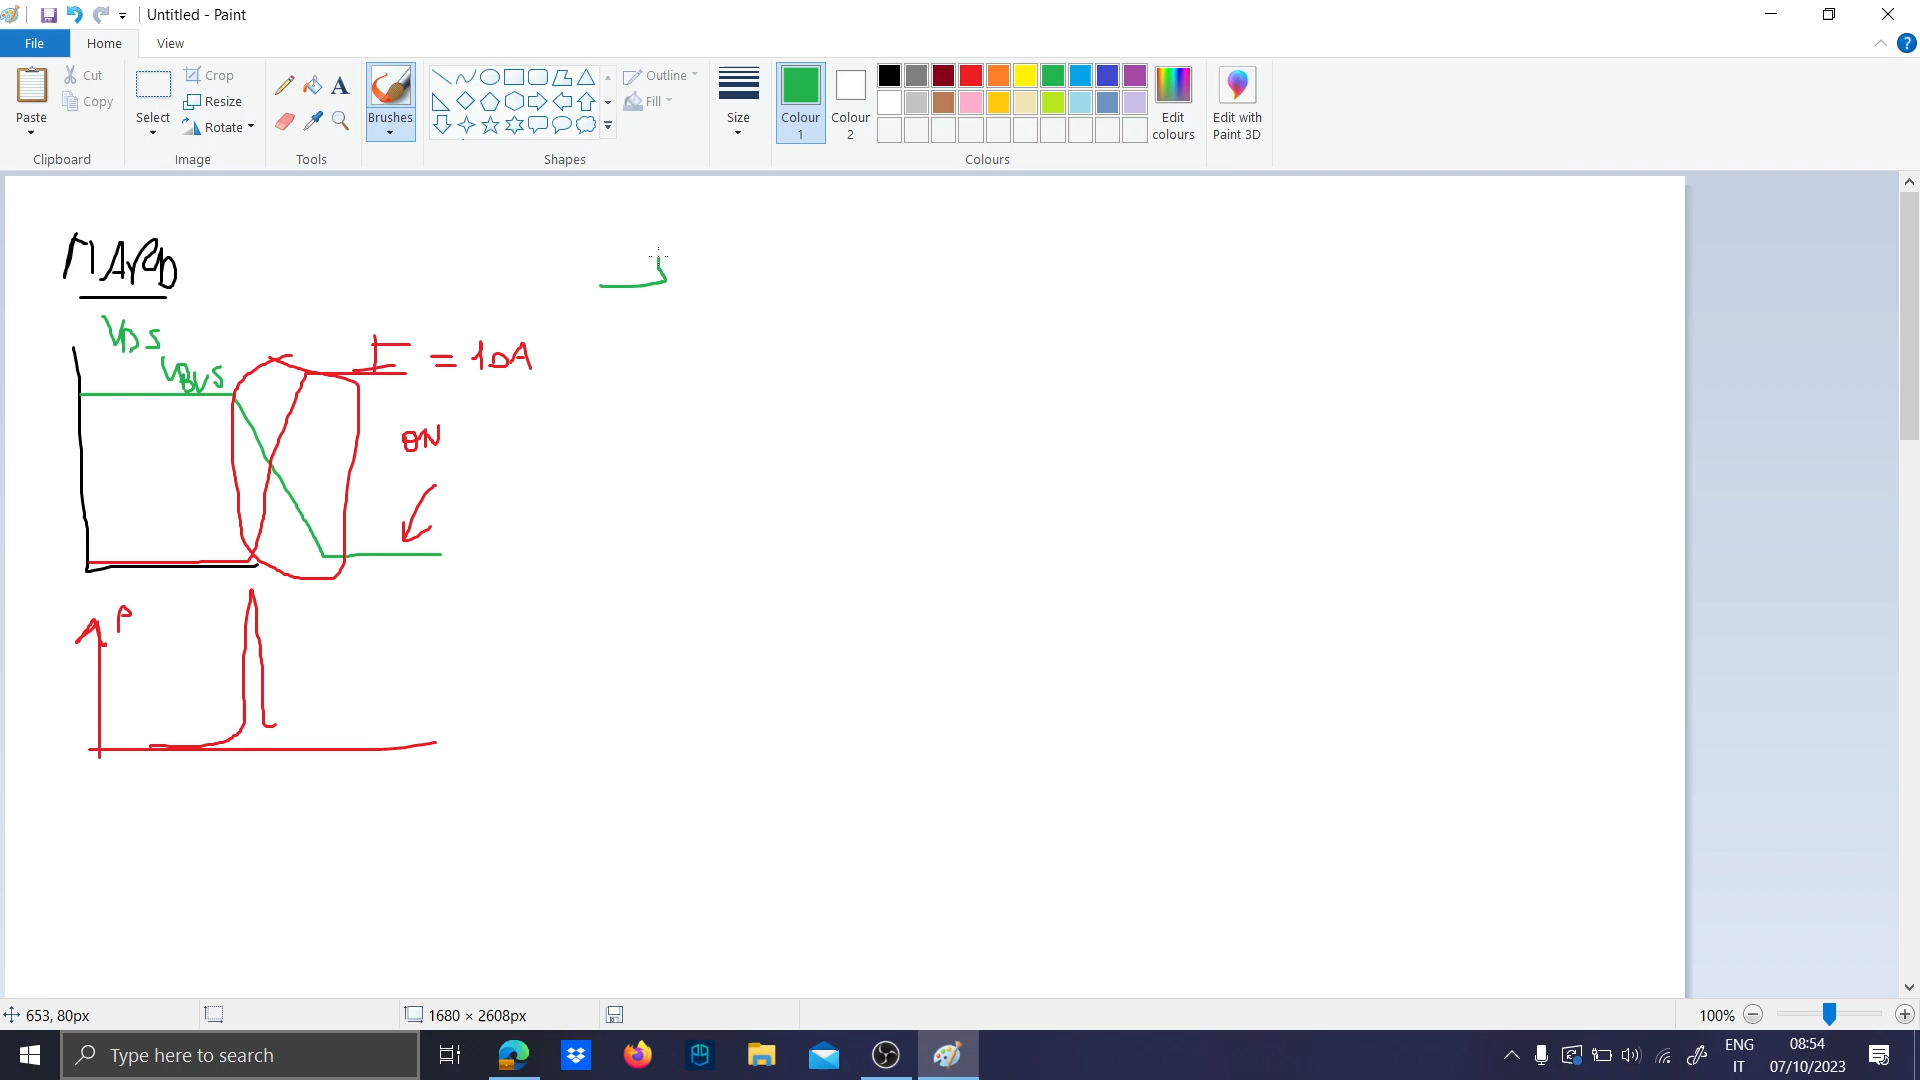 Untitled - Paint
File Home View
Paste Cut Copy Clipboard
Select Crop Resize Rotate Image
Tools
Brushes
Shapes
Outline Fill
Size
Colour 1 Colour 2
Colours
Edit colours
Edit with Paint 3D
VDS
VBUS
I = 10A
ON
P
653, 80px
1680 × 2608px
100%
Type here to search
ENG
IT
08:54
07/10/2023